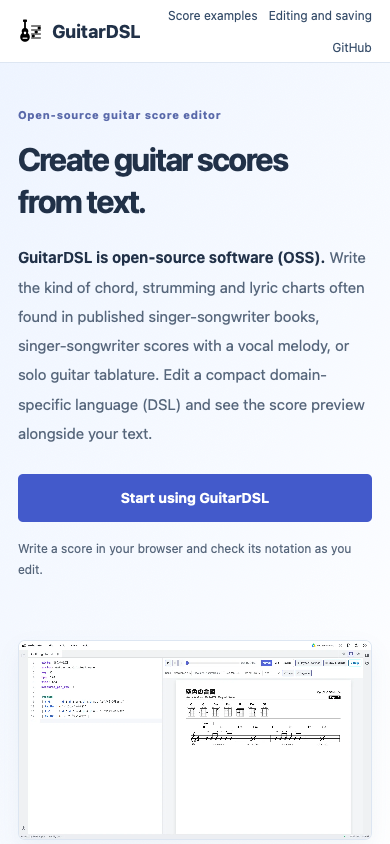 GuitarDSL
Score examples Editing and saving
GitHub
Open-source guitar score editor
Create guitar scores
from text.
GuitarDSL is open-source software (OSS). Write
the kind of chord, strumming and lyric charts often
found in published singer-songwriter books,
singer-songwriter scores with a vocal melody, or
solo guitar tablature. Edit a compact domain-
specific language (DSL) and see the score preview
alongside your text.
Start using GuitarDSL
Write a score in your browser and check its notation as you
edit.